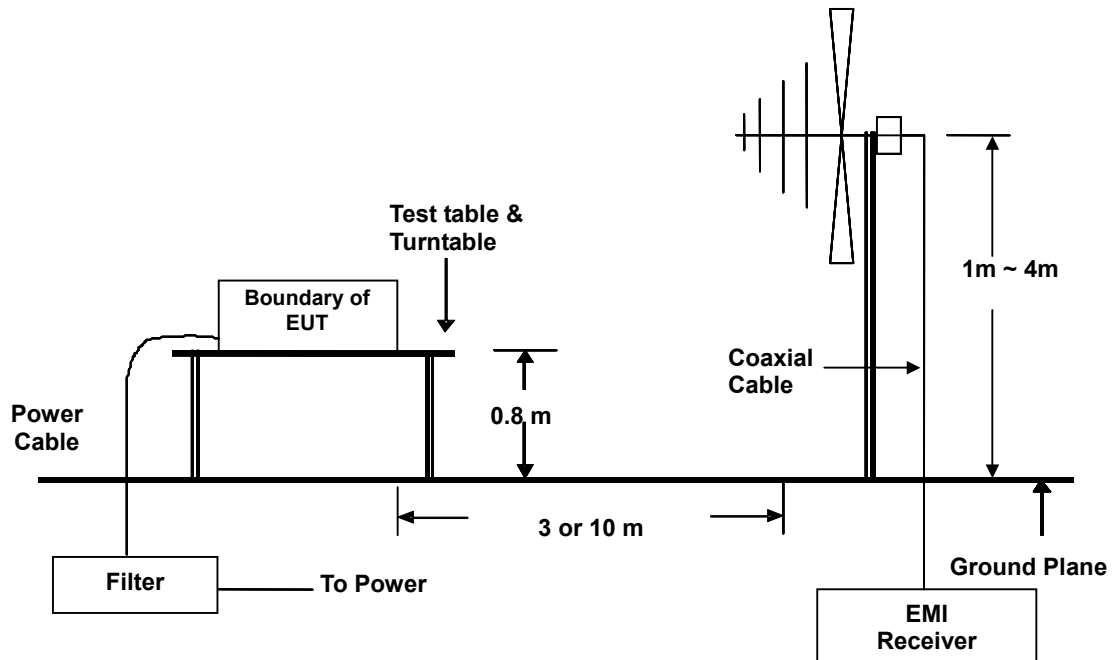 Test table &
Turntable
Boundary of
EUT
1m ~ 4m
Coaxial
Cable
0.8 m
Power
Cable
3 or 10 m
Filter
To Power
Ground Plane
EMI
Receiver